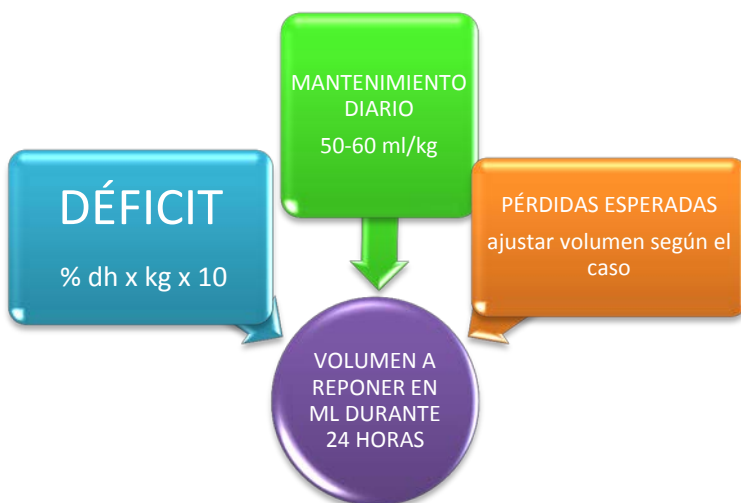 MANTENIMIENTO
DIARIO
50-60 ml/kg
DÉFICIT
% dh x kg x 10
PÉRDIDAS ESPERADAS
ajustar volumen según el
caso
VOLUMEN A
REPONER EN
ML DURANTE
24 HORAS